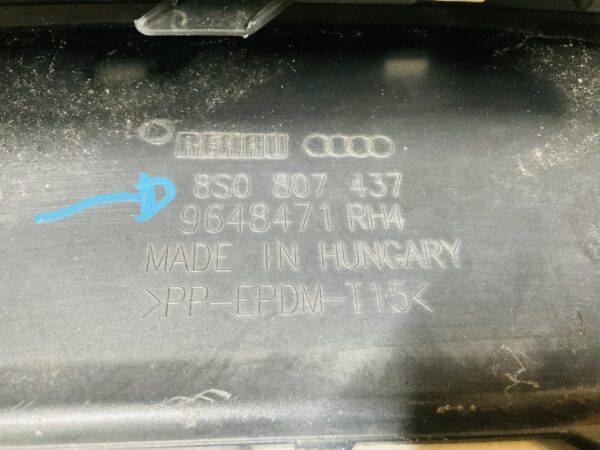 REHAU
8S0 807 437
9648471 RH4
MADE IN HUNGARY
>PP-EPDM-T15<